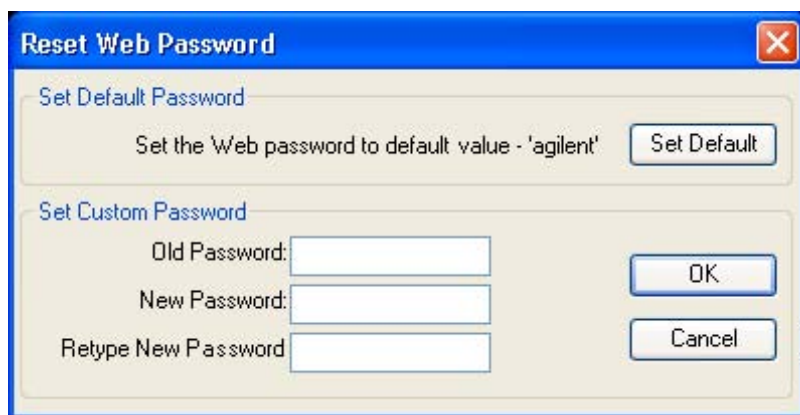 Reset Web Password
Set Default Password
Set the Web password to default value - 'agilent'
Set Default
Set Custom Password
Old Password:
OK
New Password:
Retype New Password
Cancel